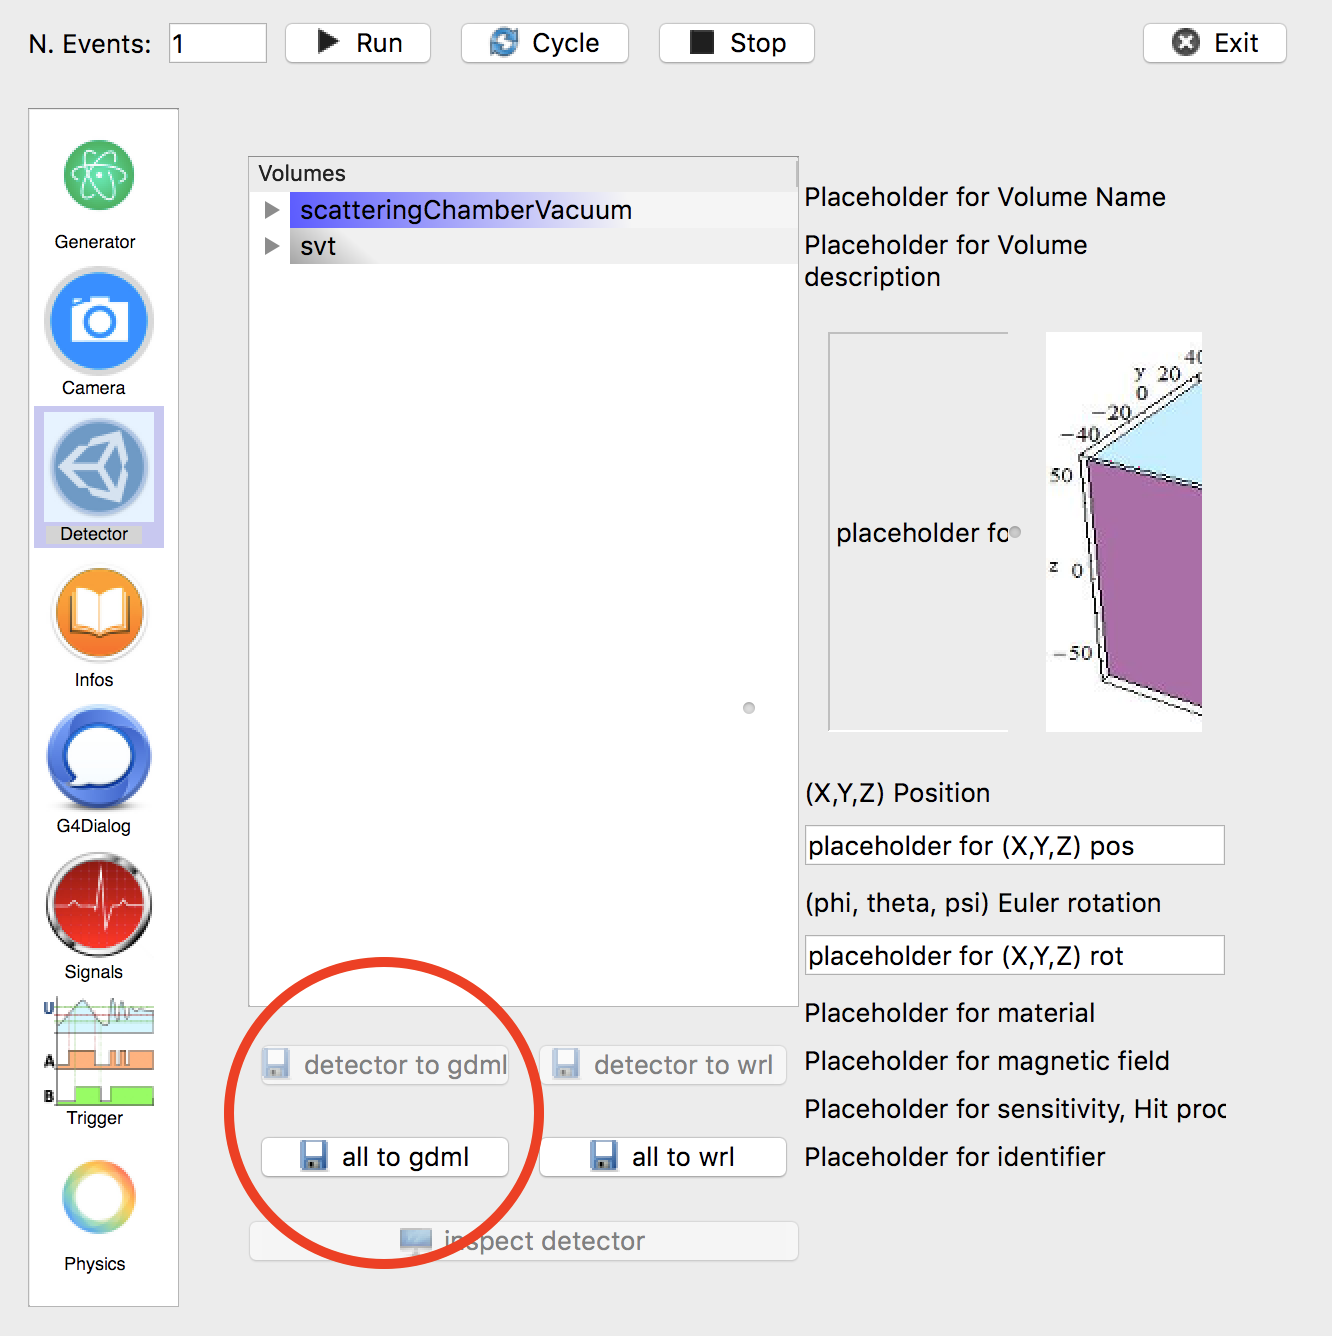 N. Events: 1 Run Cycle Stop Exit
Generator
Camera
Detector
Infos
G4Dialog
Signals
U
A
B
Trigger
Physics
Volumes
scatteringChamberVacuum
svt
detector to gdml detector to wrl
all to gdml all to wrl
inspect detector
Placeholder for Volume Name
Placeholder for Volume
description
placeholder fo
y
40
20
0
−20
−40
50
z 0
−50
(X,Y,Z) Position
placeholder for (X,Y,Z) pos
(phi, theta, psi) Euler rotation
placeholder for (X,Y,Z) rot
Placeholder for material
Placeholder for magnetic field
Placeholder for sensitivity, Hit proc
Placeholder for identifier